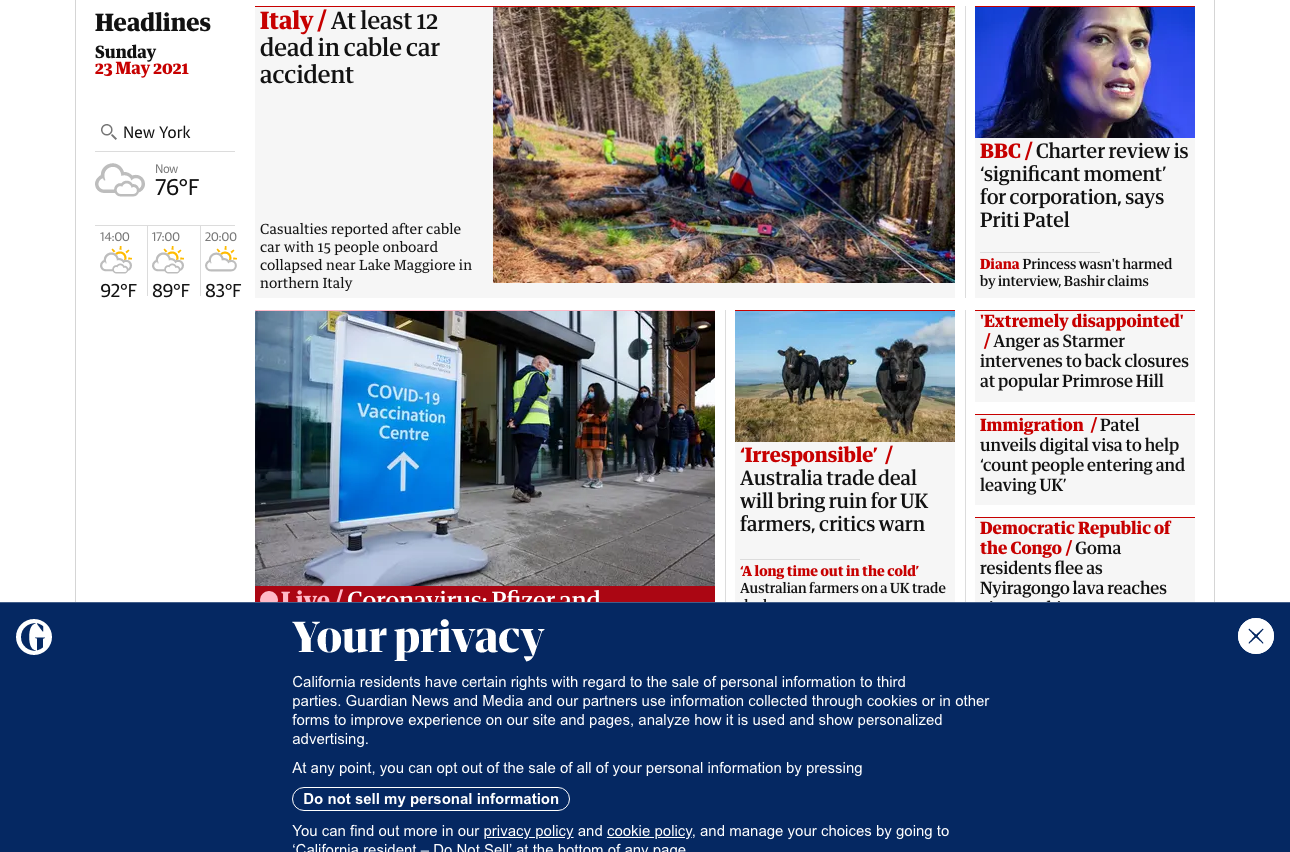 Headlines
Sunday
23 May 2021
New York
Now
76°F
14:00
17:00
20:00
92°F
89°F
83°F
Italy / At least 12
dead in cable car
accident
Casualties reported after cable
car with 15 people onboard
collapsed near Lake Maggiore in
northern Italy
BBC / Charter review is
‘significant moment’
for corporation, says
Priti Patel
Diana Princess wasn't harmed
by interview, Bashir claims
NHS
COVID-19
Vaccination
Centre
Live / Coronavirus: Pfizer and
‘Irresponsible’ /
Australia trade deal
will bring ruin for UK
farmers, critics warn
‘A long time out in the cold’
Australian farmers on a UK trade
'Extremely disappointed'
/ Anger as Starmer
intervenes to back closures
at popular Primrose Hill
Immigration / Patel
unveils digital visa to help
‘count people entering and
leaving UK’
Democratic Republic of
the Congo / Goma
residents flee as
Nyiragongo lava reaches
Your privacy
California residents have certain rights with regard to the sale of personal information to third
parties. Guardian News and Media and our partners use information collected through cookies or in other
forms to improve experience on our site and pages, analyze how it is used and show personalized
advertising.
At any point, you can opt out of the sale of all of your personal information by pressing
Do not sell my personal information
You can find out more in our privacy policy and cookie policy, and manage your choices by going to
‘California resident – Do Not Sell’ at the bottom of any page